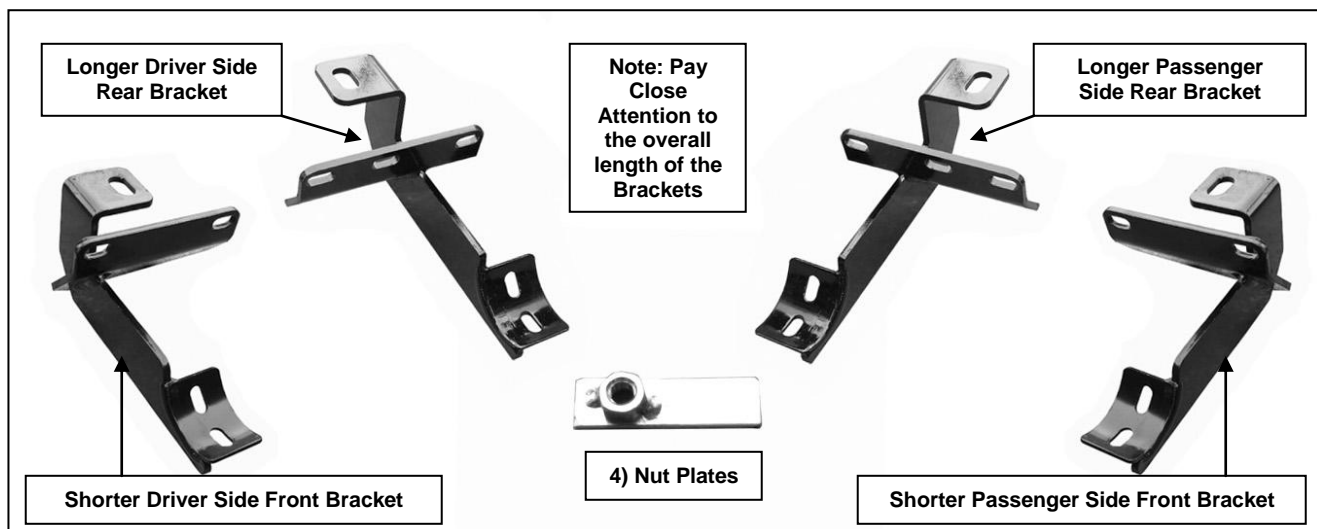 Longer Driver Side
Rear Bracket
Note: Pay
Close
Attention to
the overall
length of the
Brackets
Longer Passenger
Side Rear Bracket
4) Nut Plates
Shorter Driver Side Front Bracket
Shorter Passenger Side Front Bracket